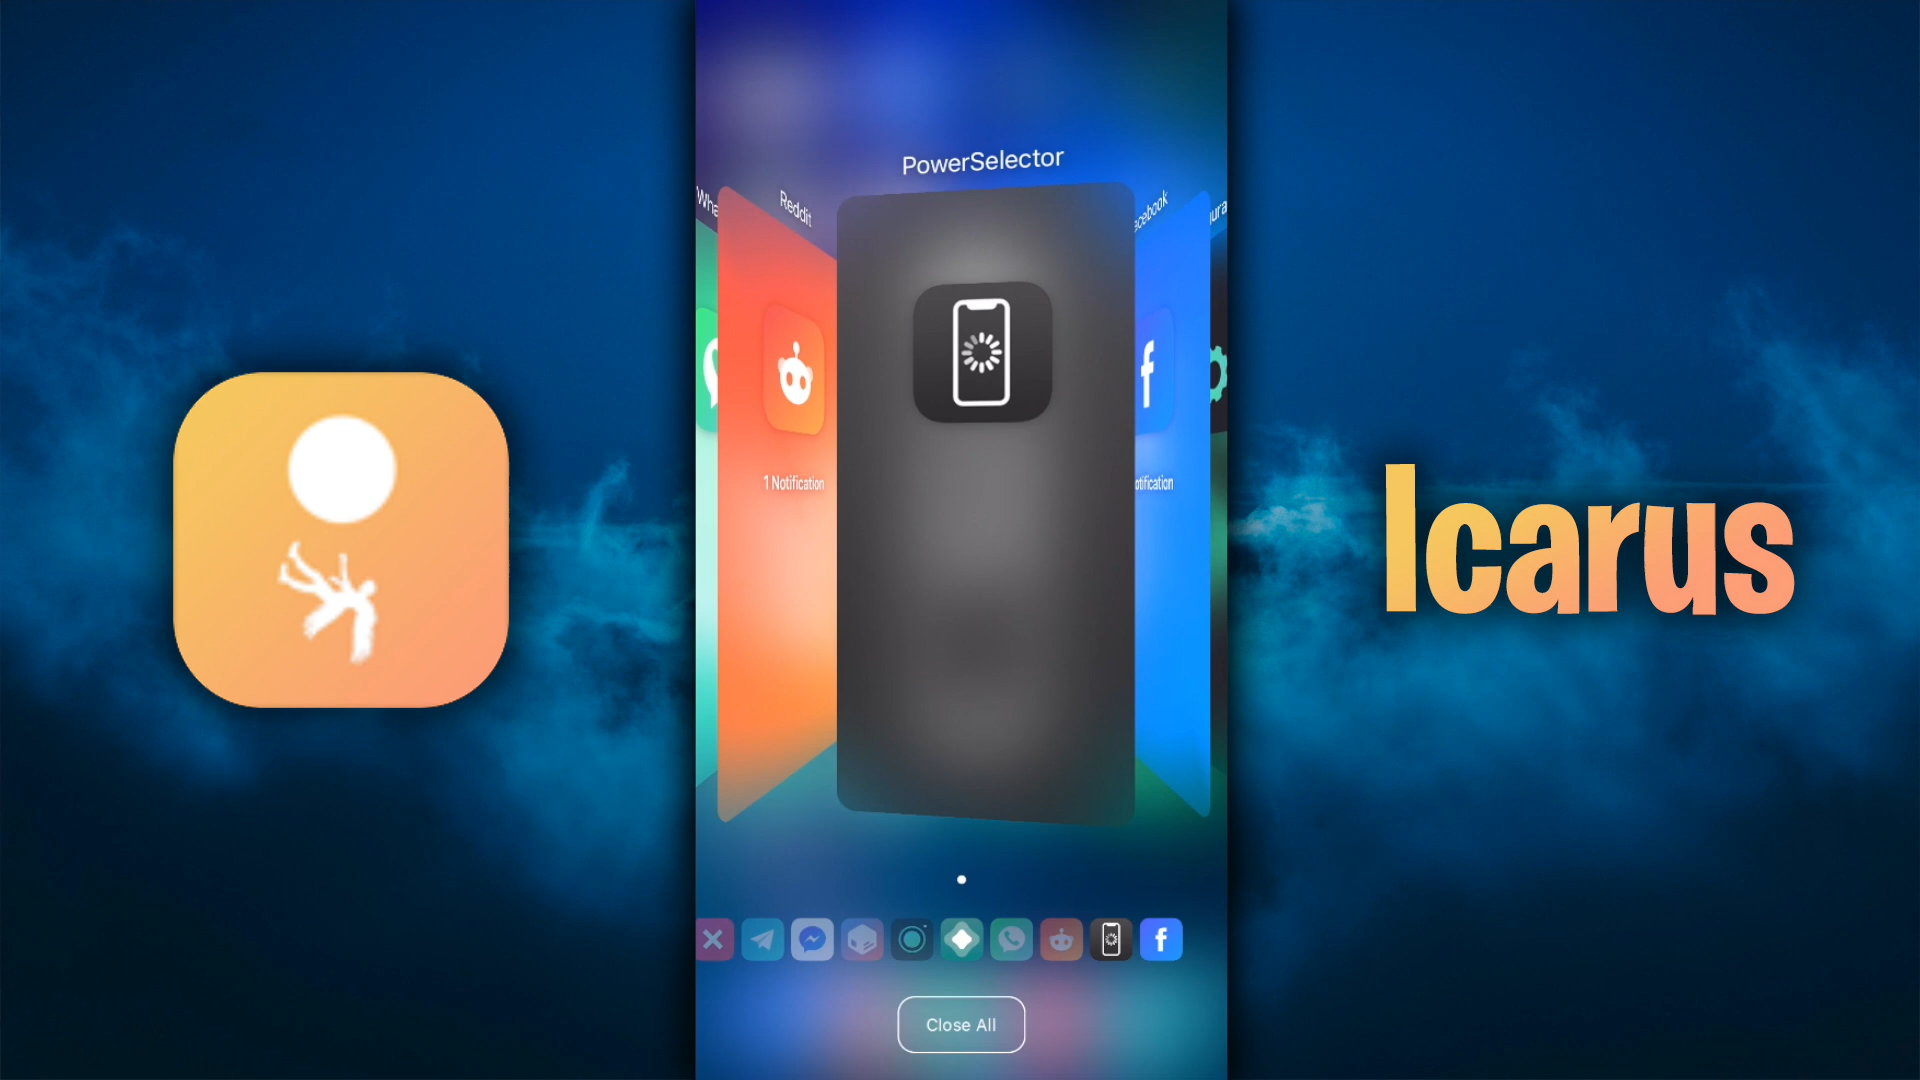 PowerSelector
Reddit
1 Notification
Close All
Icarus